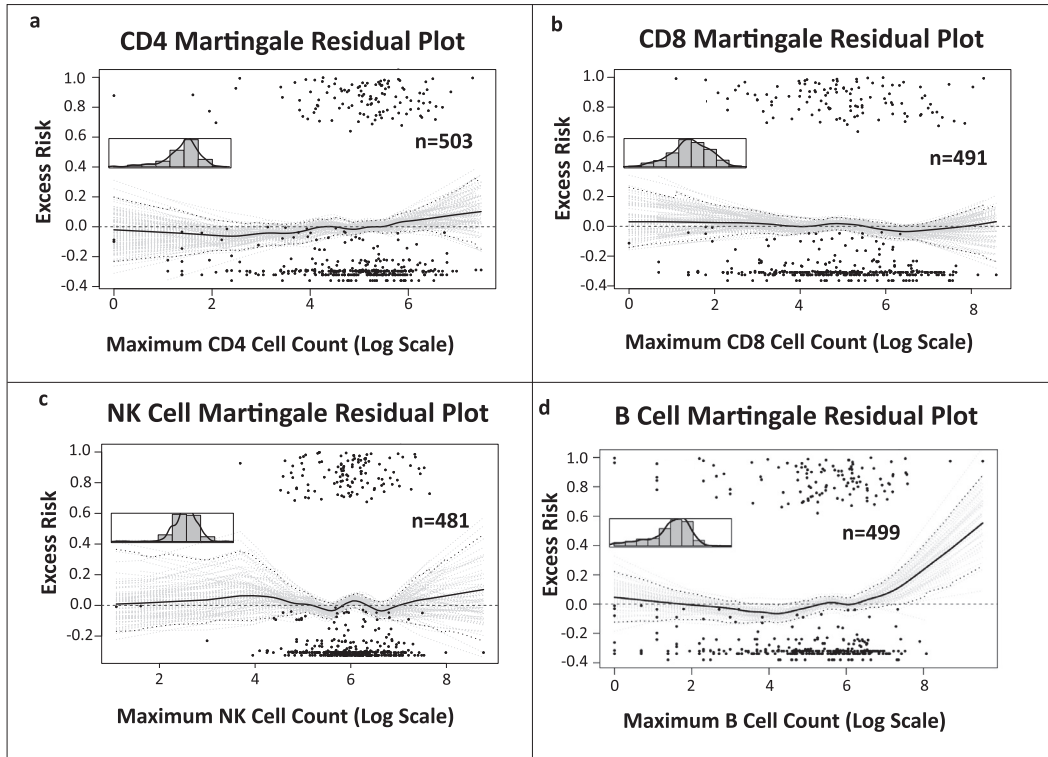 a
CD4 Martingale Residual Plot
Excess Risk
1.0
0.8
0.6
0.4
0.2
0.0
-0.2
-0.4
n=503
0 2 4 6
Maximum CD4 Cell Count (Log Scale)
b
CD8 Martingale Residual Plot
Excess Risk
1.0
0.8
0.6
0.4
0.2
0.0
-0.2
-0.4
n=491
0 2 4 6 8
Maximum CD8 Cell Count (Log Scale)
c
NK Cell Martingale Residual Plot
Excess Risk
1.0
0.8
0.6
0.4
0.2
0.0
-0.2
n=481
2 4 6 8
Maximum NK Cell Count (Log Scale)
d
B Cell Martingale Residual Plot
Excess Risk
1.0
0.8
0.6
0.4
0.2
0.0
-0.2
-0.4
n=499
0 2 4 6 8
Maximum B Cell Count (Log Scale)